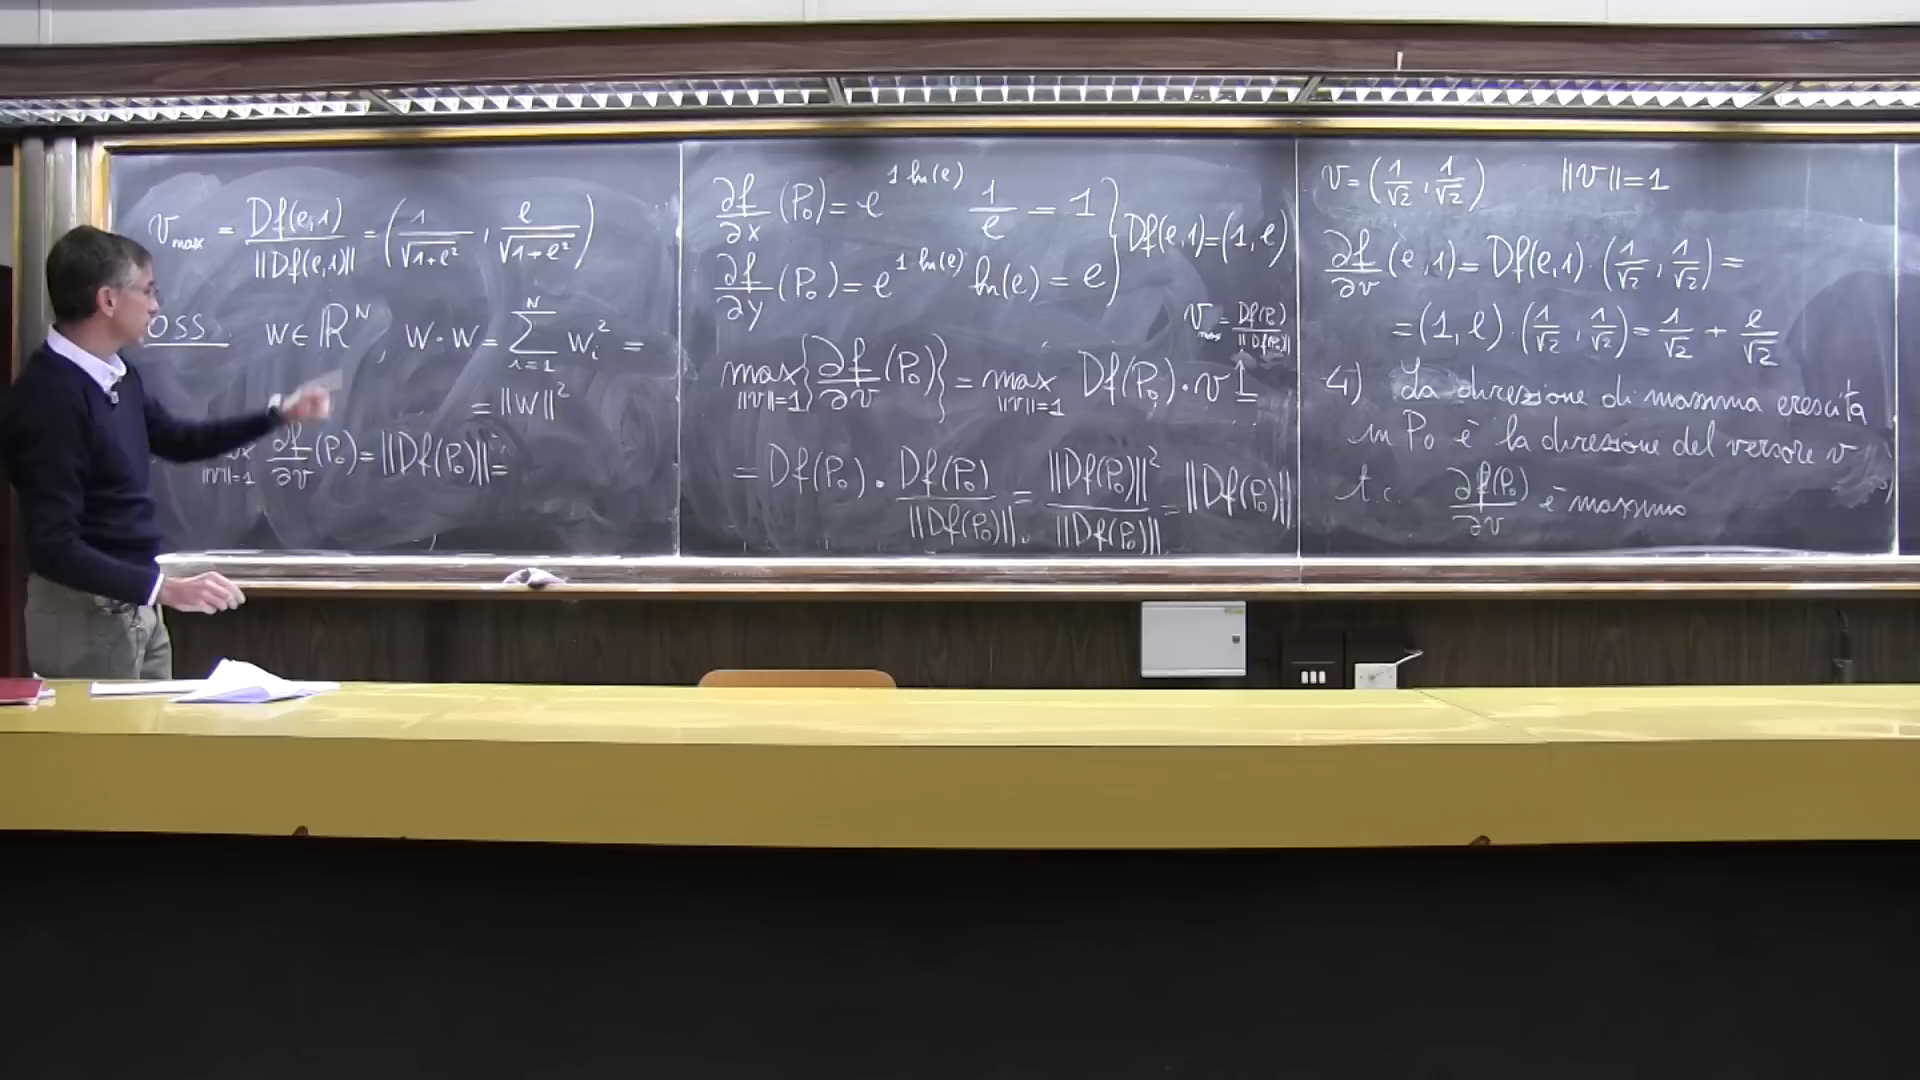 v_max = Df(e,1) / ||Df(e,1)|| = (1/√(1+e²), e/√(1+e²))
OSS. W ∈ ℝ^N, W·W = ∑_{i=1}^{N} W_i² =
= ||W||²
||v||=1 ∂f/∂v (P₀) = ||Df(P₀)|| =
∂f/∂x (P₀) = e^{1 ln(e)} 1/e = 1
∂f/∂y (P₀) = e^{1 ln(e)} ln(e) = e } Df(e,1) = (1, e)
v_max = Df(P₀) / ||Df(P₀)||
max_{||v||=1} {∂f/∂v (P₀)} = max_{||v||=1} Df(P₀)·v =
= Df(P₀) · Df(P₀)/||Df(P₀)|| = ||Df(P₀)||² / ||Df(P₀)|| = ||Df(P₀)||
v = (1/√2, 1/√2) ||v|| = 1
∂f/∂v (e,1) = Df(e,1)·(1/√2, 1/√2) =
= (1, e)·(1/√2, 1/√2) = 1/√2 + e/√2
4) La direzione di massima crescita
in P₀ è la direzione del versore v
t.c. ∂f(P₀)/∂v è massimo